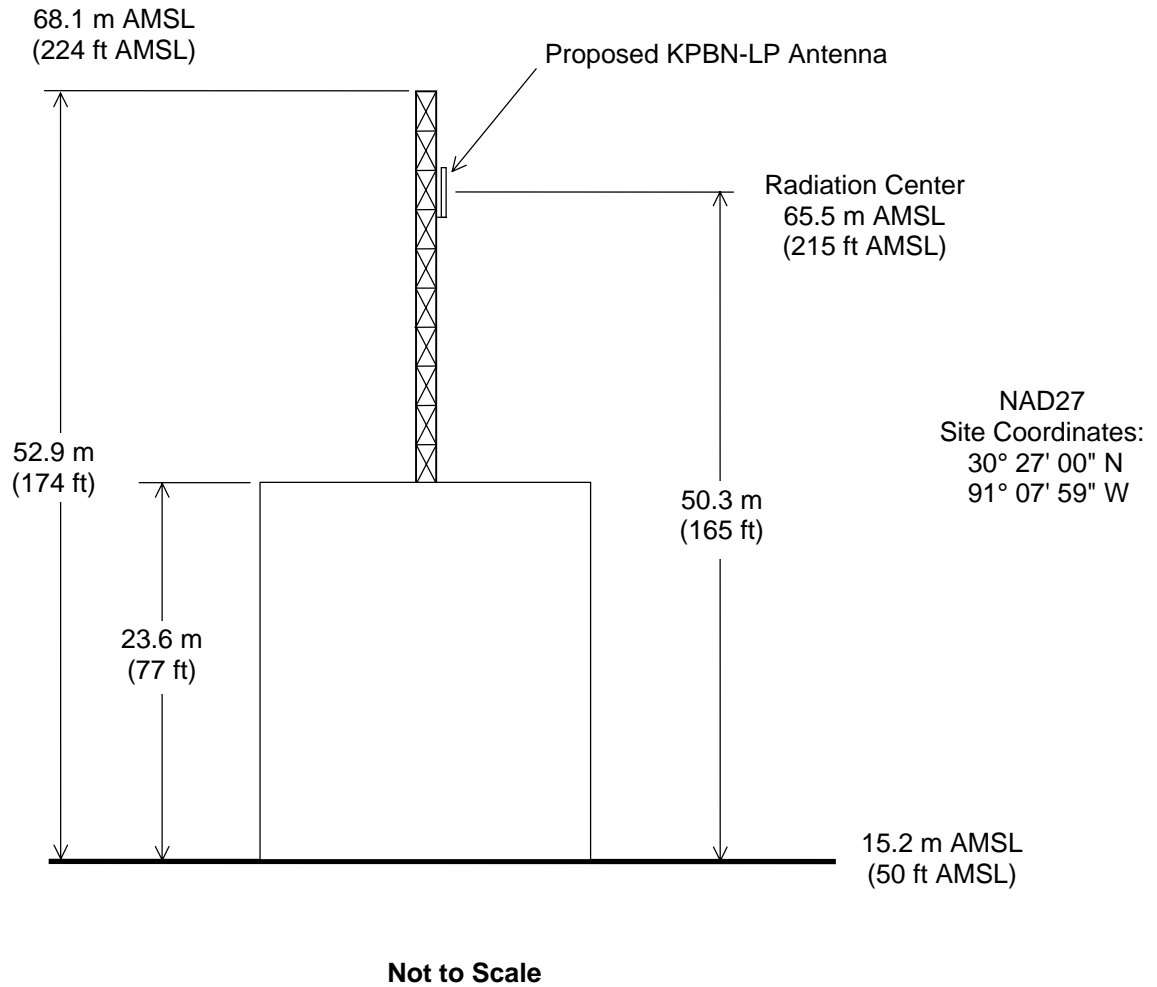 68.1 m AMSL
(224 ft AMSL)
Proposed KPBN-LP Antenna
Radiation Center
65.5 m AMSL
(215 ft AMSL)
NAD27
Site Coordinates:
30° 27' 00" N
91° 07' 59" W
52.9 m
(174 ft)
50.3 m
(165 ft)
23.6 m
(77 ft)
15.2 m AMSL
(50 ft AMSL)
Not to Scale